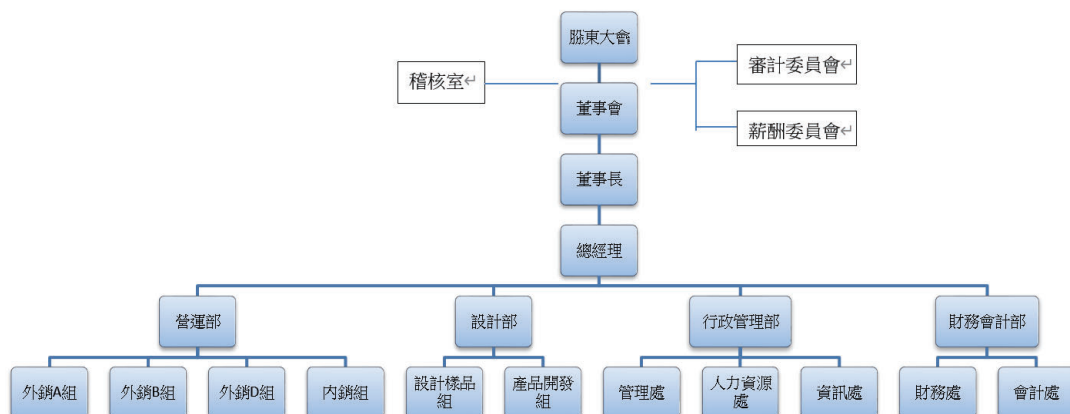 股東大會
稽核室
審計委員會
董事會
薪酬委員會
董事長
總經理
營運部
設計部
行政管理部
財務會計部
外銷A組
外銷B組
外銷D組
內銷組
設計樣品
組
產品開發
組
管理處
人力資源
處
資訊處
財務處
會計處